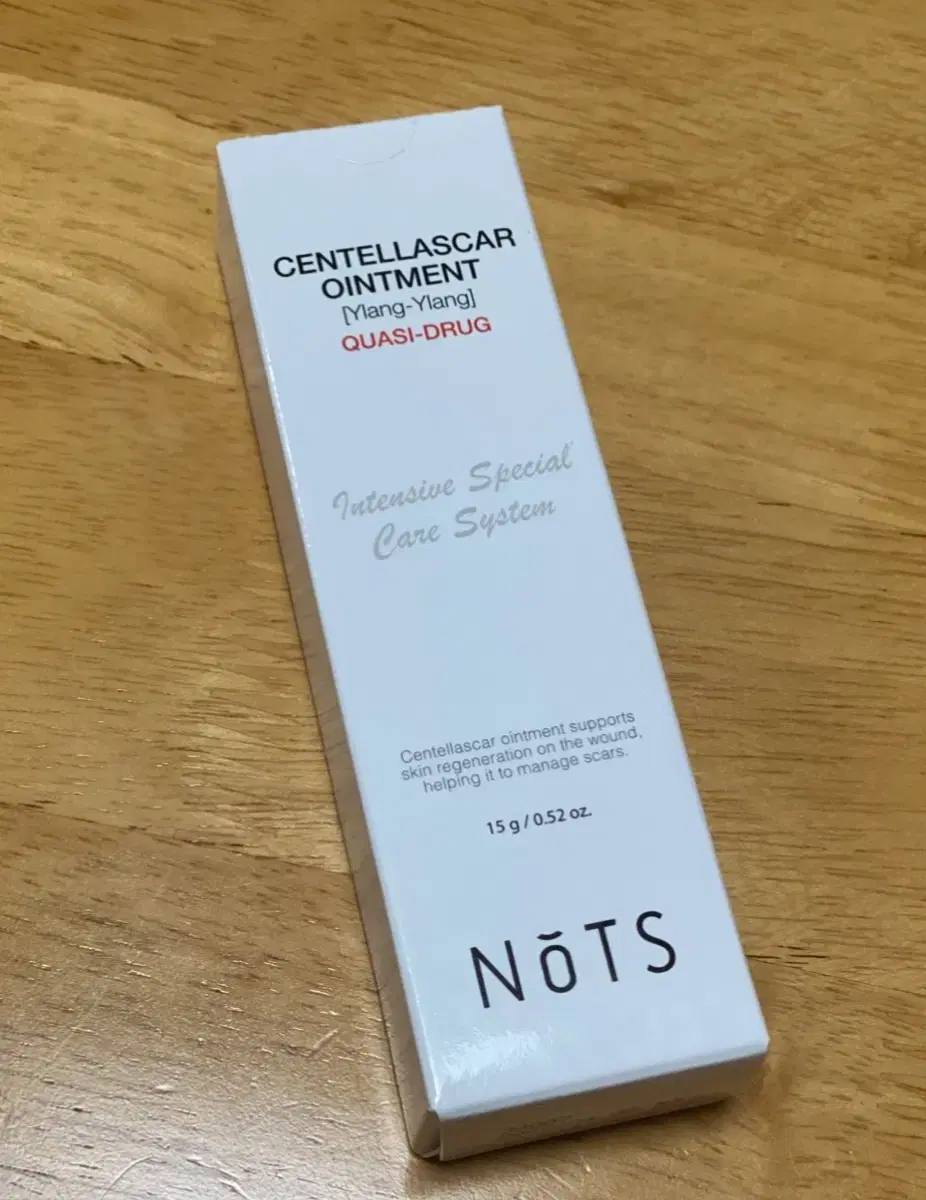 CENTELLASCAR
OINTMENT
[Ylang-Ylang]
QUASI-DRUG
Intensive Special
Care System
Centellascar ointment supports
skin regeneration on the wound,
helping it to manage scars.
15 g / 0.52 oz.
NŏTS